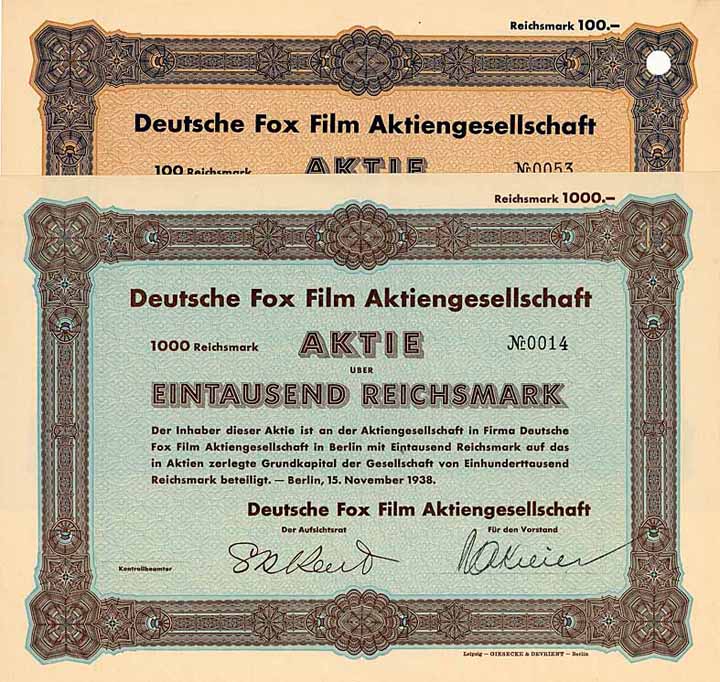 Reichsmark 100.–
Deutsche Fox Film Aktiengesellschaft
100 Reichsmark AKTIE №0053
Reichsmark 1000.–
Deutsche Fox Film Aktiengesellschaft
1000 Reichsmark AKTIE №0014
UBER
EINTAUSEND REICHSMARK
Der Inhaber dieser Aktie ist an der Aktiengesellschaft in Firma Deutsche
Fox Film Aktiengesellschaft in Berlin mit Eintausend Reichsmark auf das
in Aktien zerlegte Grundkapital der Gesellschaft von Einhunderttausend
Reichsmark beteiligt. — Berlin, 15. November 1938.
Deutsche Fox Film Aktiengesellschaft
Der Aufsichtsrat Für den Vorstand
Kontrollbeamter
Leipzig – GIESECKE & DEVRIENT – Berlin